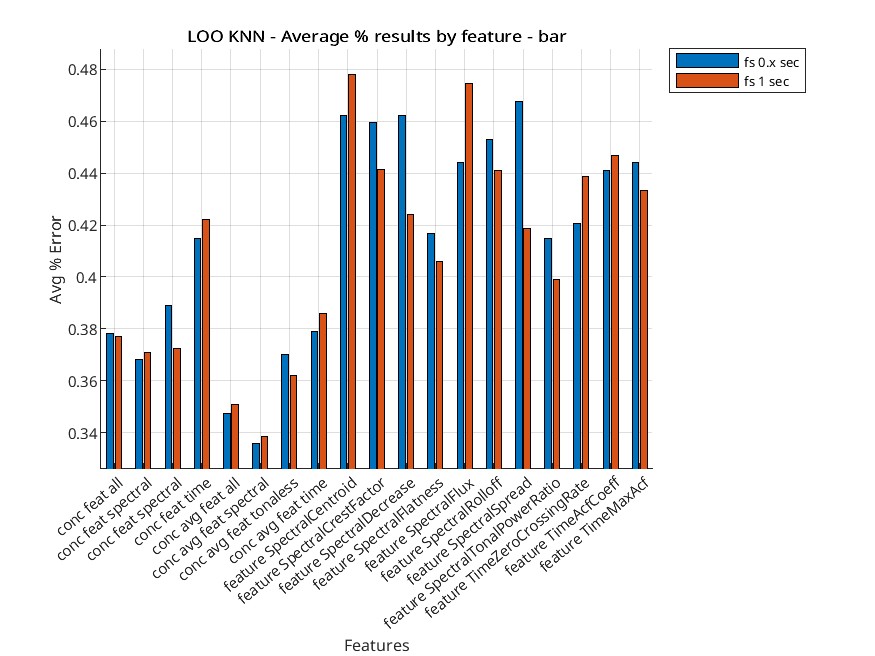 LOO KNN - Average % results by feature - bar
fs 0.x sec
fs 1 sec
0.48
0.46
0.44
0.42
0.4
0.38
0.36
0.34
Avg % Error
conc feat all
conc feat spectral
conc feat spectral
conc feat time
conc avg feat all
conc avg feat spectral
conc avg feat tonaless
conc avg feat time
feature SpectralCentroid
feature SpectralCrestFactor
feature SpectralDecrease
feature SpectralFlatness
feature SpectralFlux
feature SpectralRolloff
feature SpectralSpread
feature SpectralTonalPowerRatio
feature TimeZeroCrossingRate
feature TimeAcfCoeff
feature TimeMaxAcf
Features